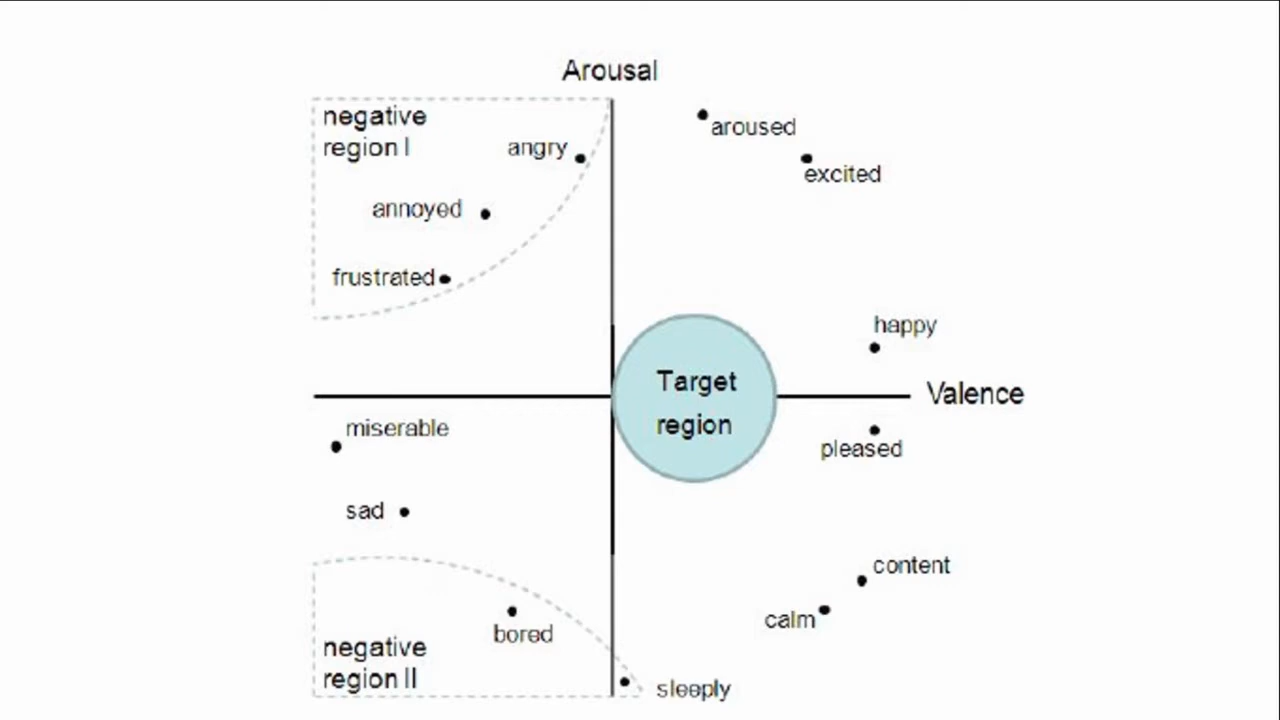 Arousal
negative
region I
angry
aroused
excited
annoyed
frustrated
happy
Target
region
Valence
miserable
pleased
sad
content
calm
bored
negative
region II
sleeply